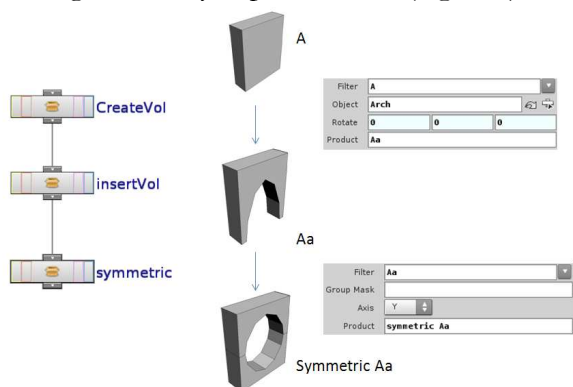 A
CreateVol
insertVol
symmetric
Filter A
Object Arch
Rotate 0 0 0
Product Aa
Aa
Filter Aa
Group Mask
Axis Y
Product symmetric Aa
Symmetric Aa